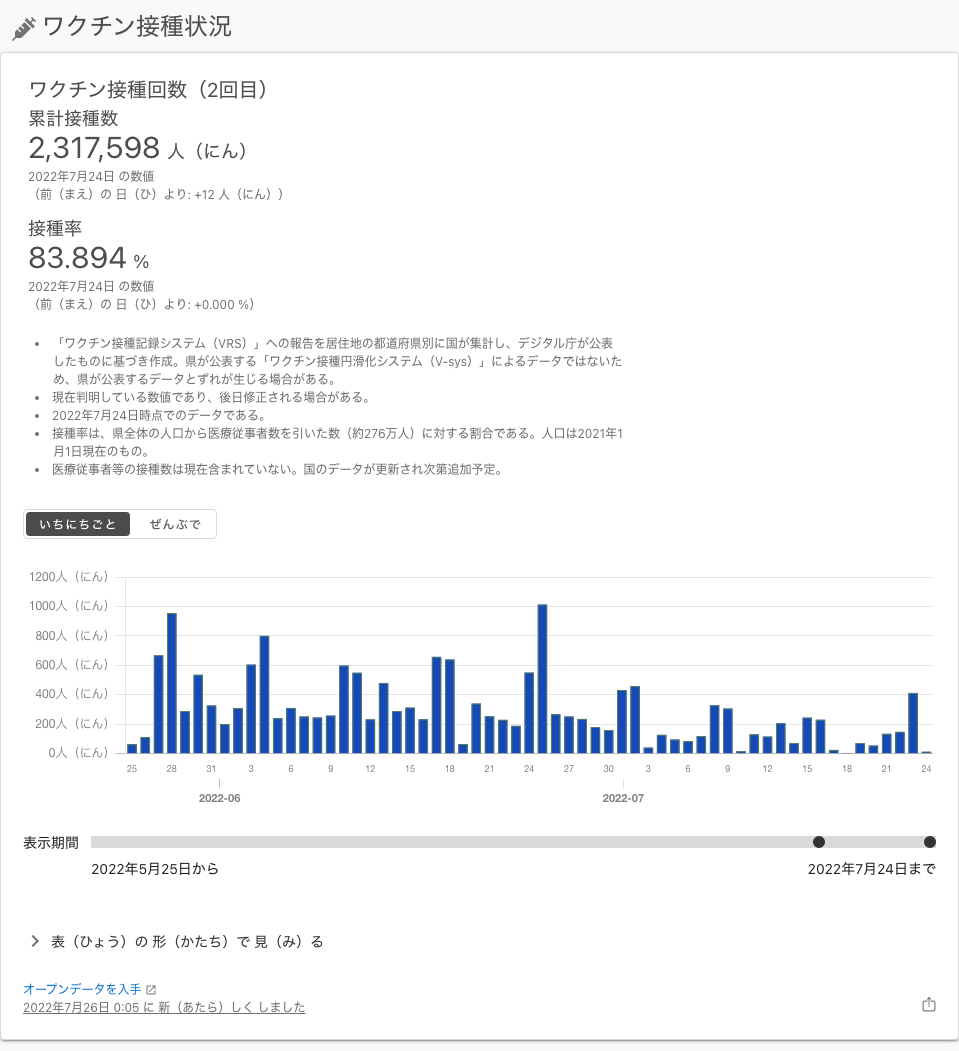 ワクチン接種状況
ワクチン接種回数（2回目）
累計接種数
2,317,598 人（にん）
2022年7月24日 の数値
（前（まえ）の 日（ひ）より: +12 人（にん））
接種率
83.894 %
2022年7月24日 の数値
（前（まえ）の 日（ひ）より: +0.000 %）
• 「ワクチン接種記録システム（VRS）」への報告を居住地の都道府県別に国が集計し、デジタル庁が公表
したものに基づき作成。県が公表する「ワクチン接種円滑化システム（V-sys）」によるデータではないた
め、県が公表するデータとずれが生じる場合がある。
• 現在判明している数値であり、後日修正される場合がある。
• 2022年7月24日時点でのデータである。
• 接種率は、県全体の人口から医療従事者数を引いた数（約276万人）に対する割合である。人口は2021年1
月1日現在のもの。
• 医療従事者等の接種数は現在含まれていない。国のデータが更新され次第追加予定。
いちにちごと ぜんぶで
1200人（にん）
1000人（にん）
800人（にん）
600人（にん）
400人（にん）
200人（にん）
0人（にん）
25 28 31 3 6 9 12 15 18 21 24 27 30 3 6 9 12 15 18 21 24
2022-06 2022-07
表示期間
2022年5月25日から 2022年7月24日まで
表（ひょう）の 形（かたち）で 見（み）る
オープンデータを入手
2022年7月26日 0:05 に 新（あたら）しく しました